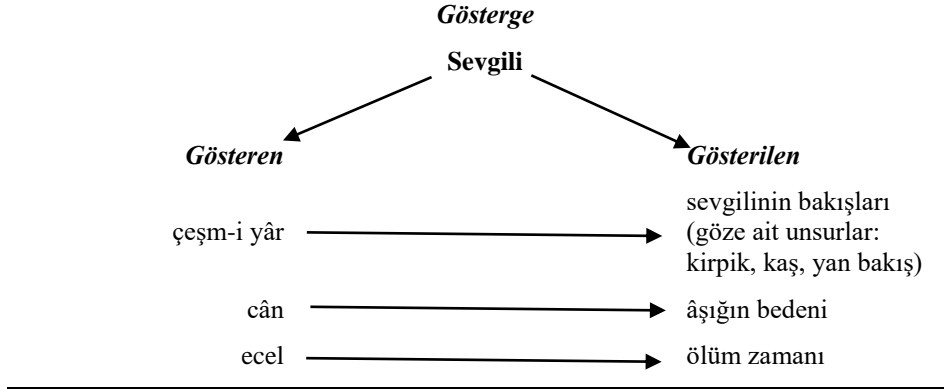 Gösterge
Sevgili
Gösteren
Gösterilen
çeşm-i yâr
sevgilinin bakışları
(göze ait unsurlar:
kirpik, kaş, yan bakış)
cân
âşığın bedeni
ecel
ölüm zamanı